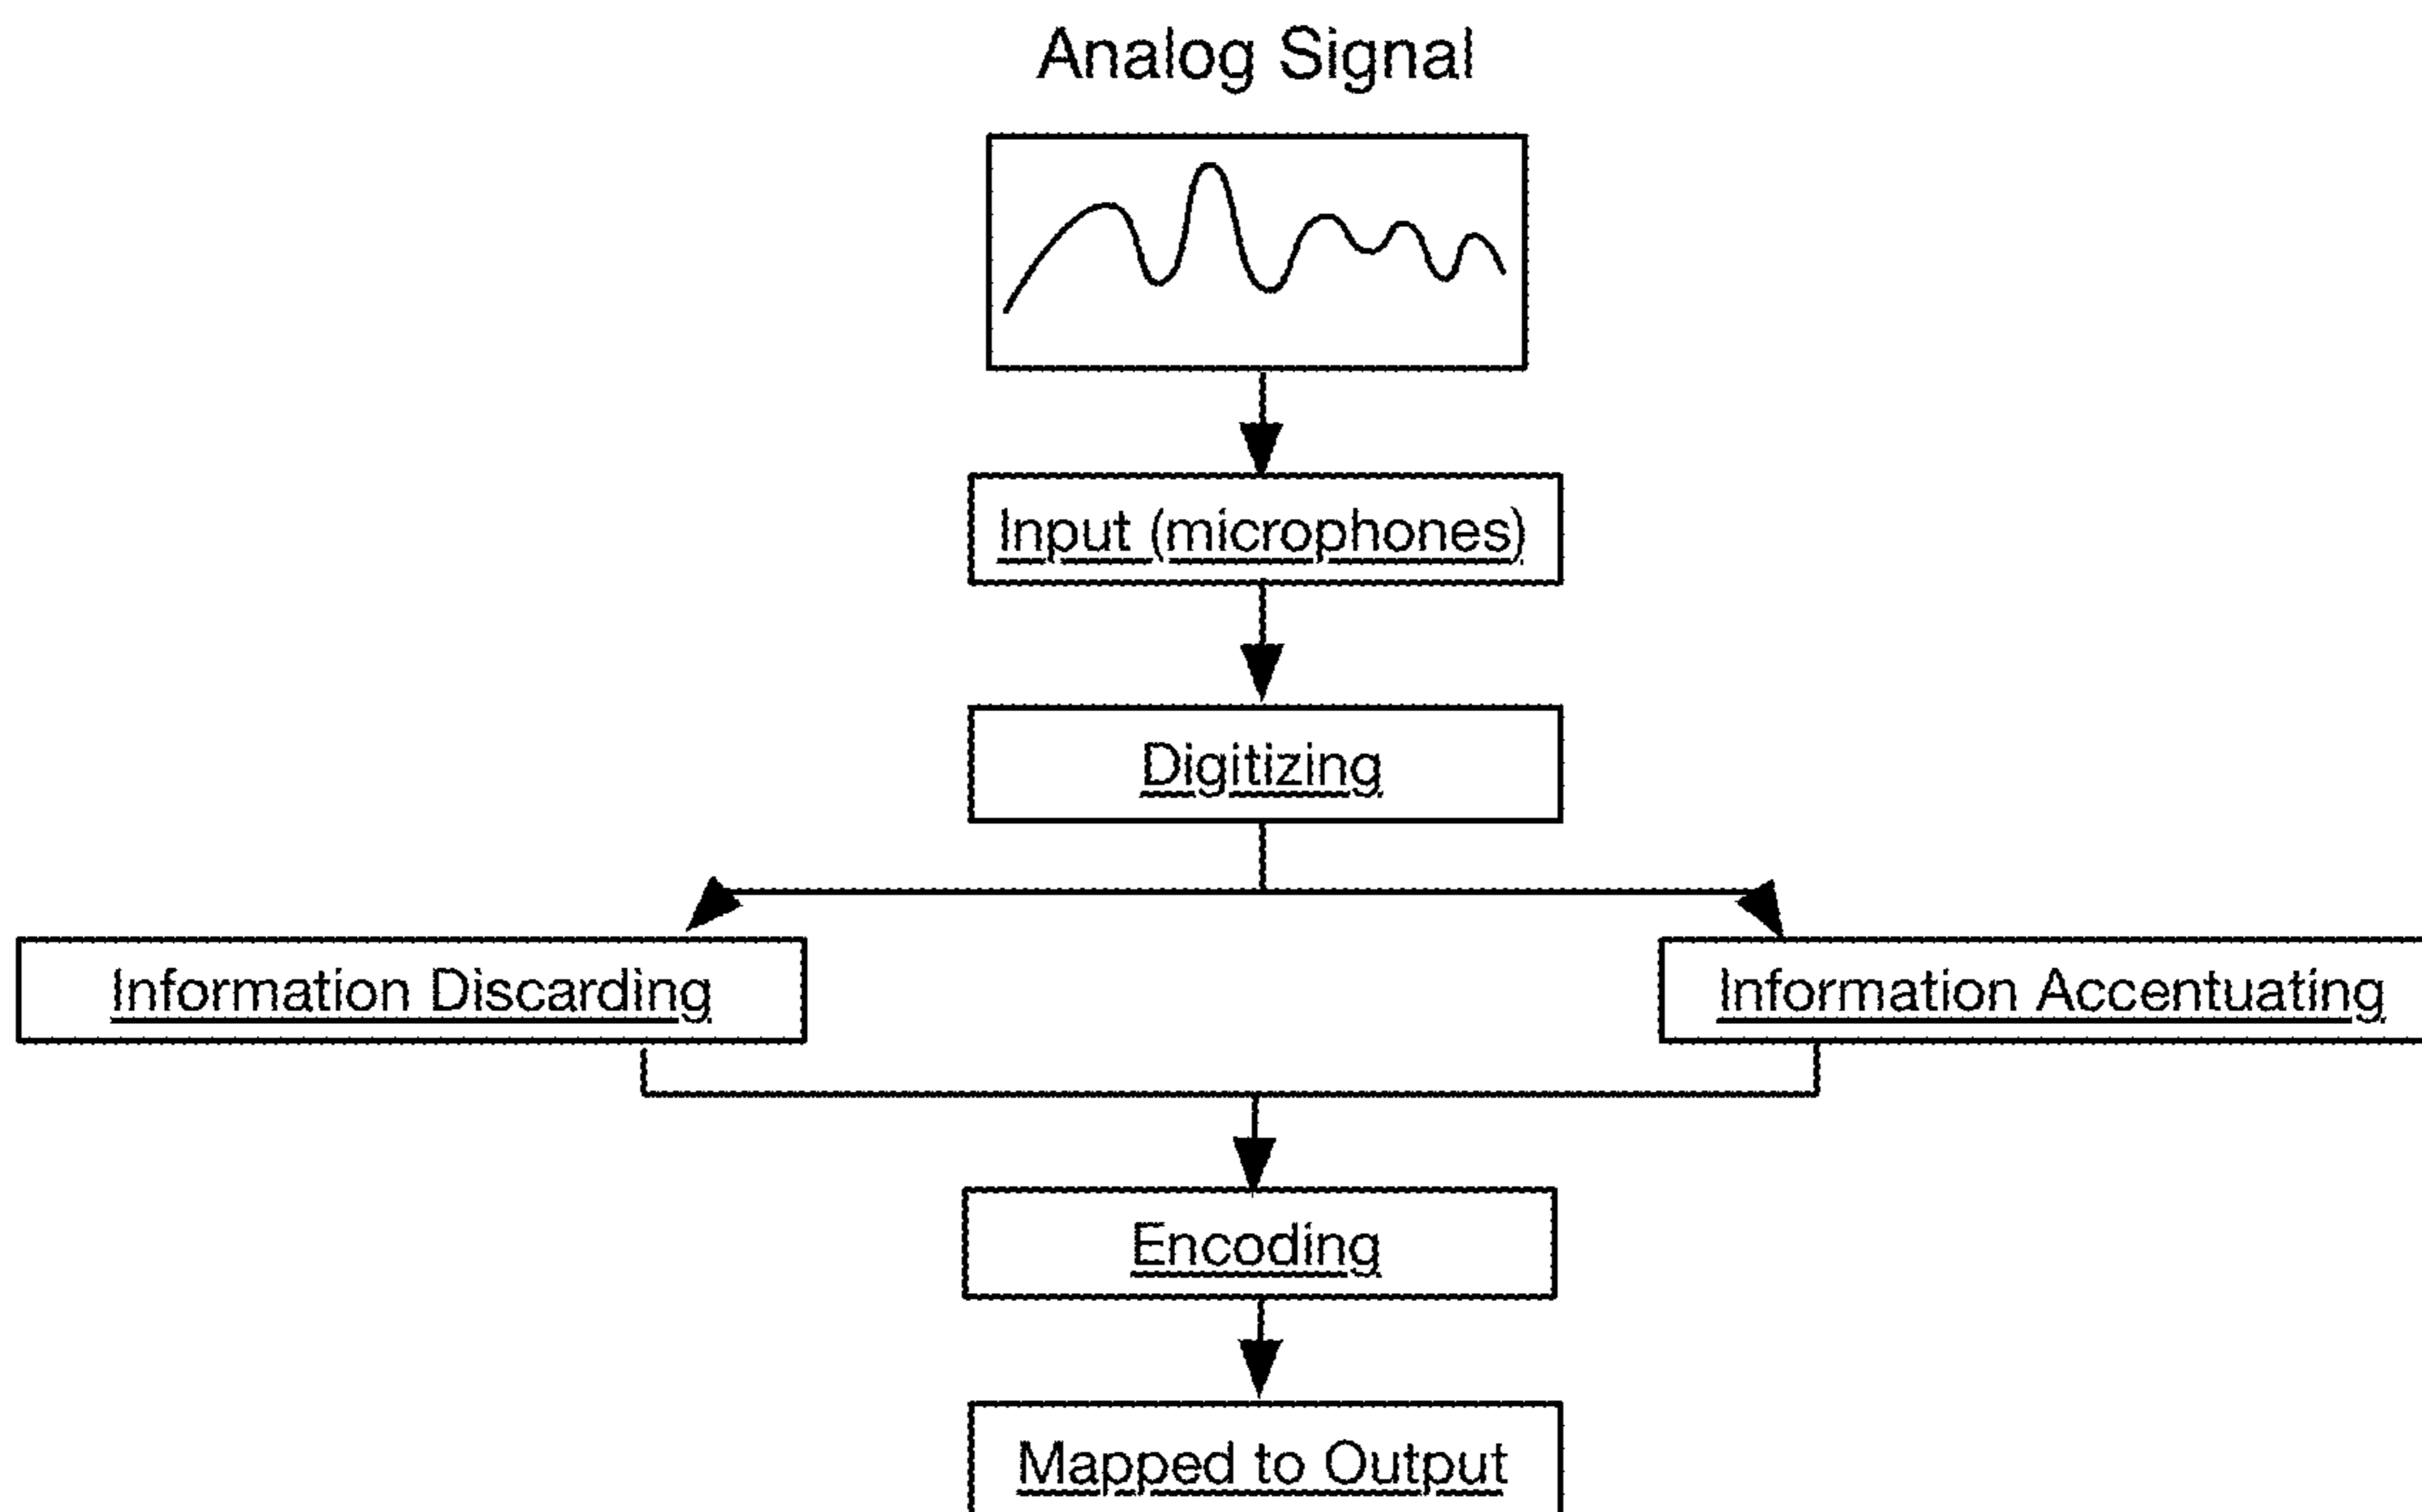 Analog Signal
Input (microphones)
Digitizing
Information Discarding
Information Accentuating
Encoding
Mapped to Output